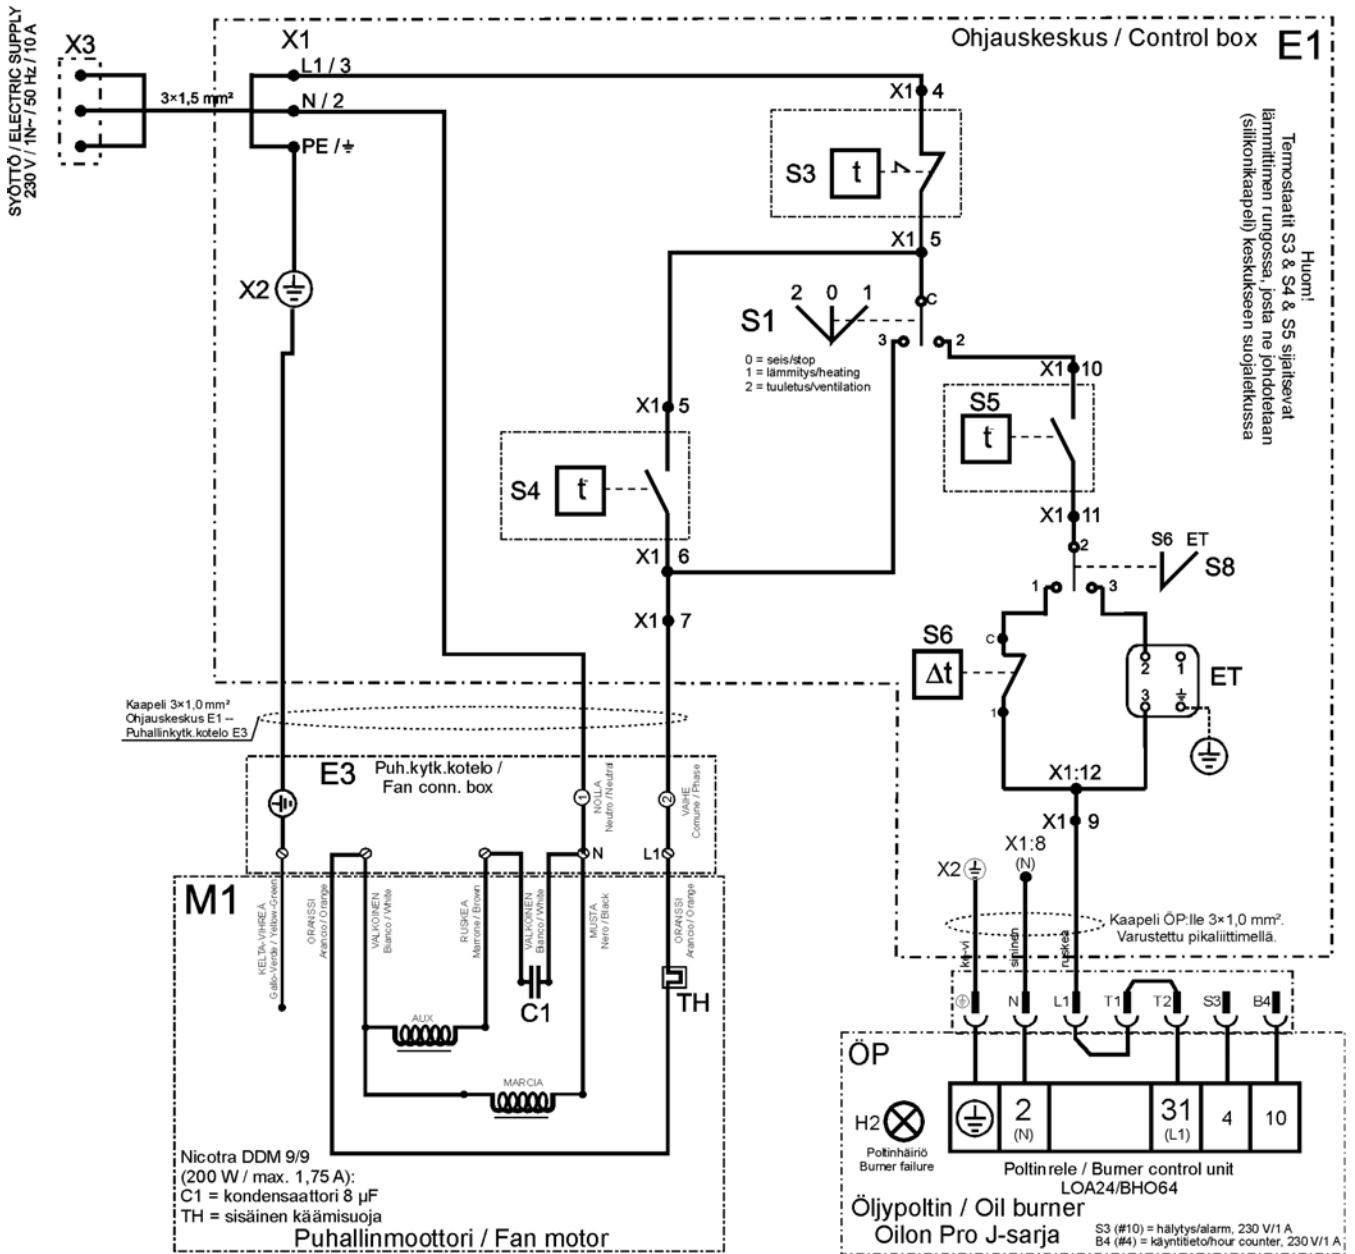 SYÖTTÖ / ELECTRIC SUPPLY
230 V / 1N~ / 50 Hz / 10 A
X3
3×1,5 mm²
X1
L1 / 3
N / 2
PE /
X2
Ohjauskeskus / Control box E1
Huom!
Termostaatit S3 & S4 & S5 sijaitsevat
lämmittimen rungossa, josta ne johdotetaan
(silikonikaapeli) keskukseen suojaletkussa
X1 4
S3 t
X1 5
S1
2 0 1
C
3 2
0 = seis/stop
1 = lämmitys/heating
2 = tuuletus/ventilation
X1 10
S5
t
X1 11
X1 5
S4 t
X1 6
X1 7
2
S6 ET
S8
1 3
S6
Δt
C
1
2 1
3
ET
X1:12
X1 9
X1:8
(N)
X2
Kaapeli 3×1,0 mm²
Ohjauskeskus E1 –
Puhallinkytk.kotelo E3
E3
Puh.kytk.kotelo /
Fan conn. box
1
NOLLA
Neutro / Neutral
2
VAIHE
Comune / Phase
N
L1
M1
KELTA-VIHREÄ
Gallo-Verde / Yellow-Green
ORANSSI
Arancio / Orange
VALKOINEN
Bianco / White
RUSKEA
Marrone / Brown
VALKOINEN
Bianco / White
MUSTA
Nero / Black
ORANSSI
Arancio / Orange
C1
TH
AUX
MARCIA
Nicotra DDM 9/9
(200 W / max. 1,75 A):
C1 = kondensaattori 8 µF
TH = sisäinen käämisuoja
Puhallinmoottori / Fan motor
Kaapeli ÖP:lle 3×1,0 mm².
Varustettu pikaliittimellä.
ke-vi
sininen
ruskea
N L1 T1 T2 S3 B4
ÖP
H2
Poltinhäiriö
Burner failure
2
(N)
31
(L1)
4
10
Poltinrele / Burner control unit
LOA24/BHO64
Öljypoltin / Oil burner
Oilon Pro J-sarja
S3 (#10) = hälytys/alarm, 230 V/1 A
B4 (#4) = käyntitieto/hour counter, 230 V/1 A